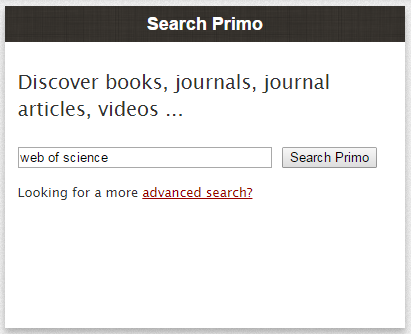 Search Primo
Discover books, journals, journal
articles, videos ...
web of science Search Primo
Looking for a more advanced search?